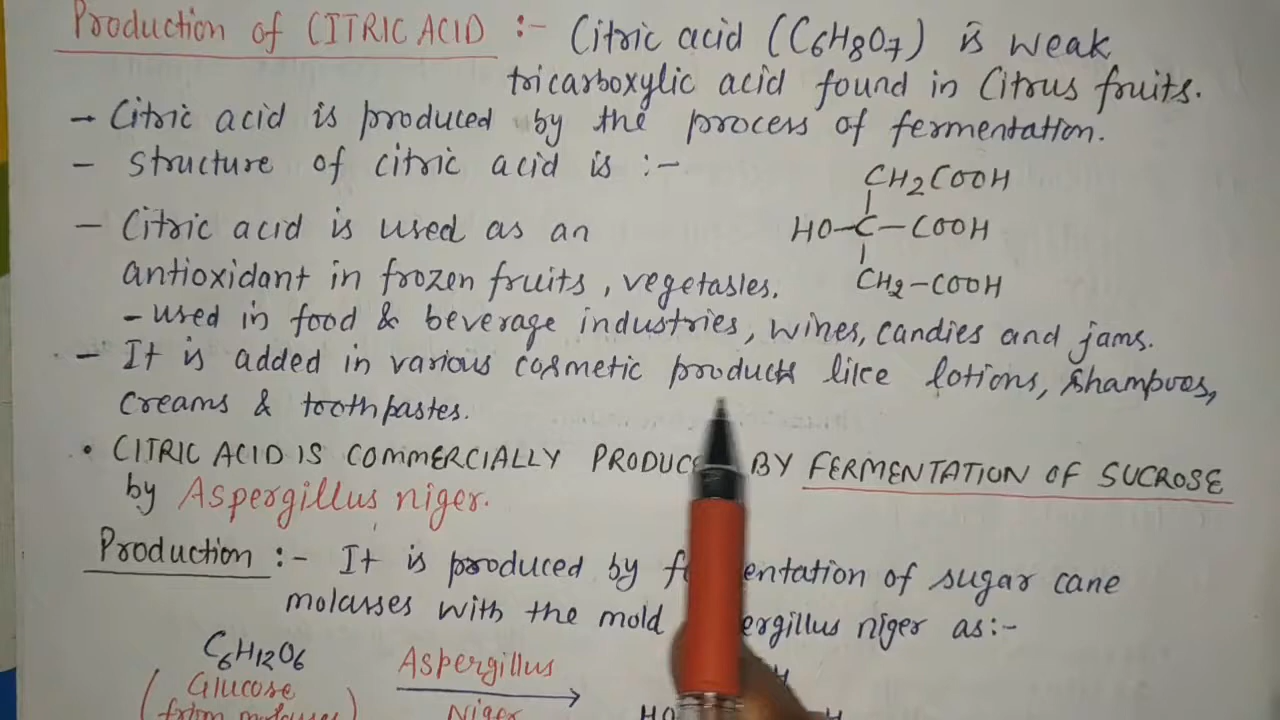 Production of CITRIC ACID :- Citric acid (C6H8O7) is weak
tricarboxylic acid found in Citrus fruits.
→ Citric acid is produced by the process of fermentation.
- Structure of citric acid is :-
CH2COOH
HO-C-COOH
CH2-COOH
- Citric acid is used as an
antioxidant in frozen fruits, vegetables.
- used in food & beverage industries, wines, candies and jams.
- It is added in various cosmetic products like lotions, shampoos,
creams & toothpastes.
• CITRIC ACID IS COMMERCIALLY PRODUC BY FERMENTATION OF SUCROSE
by Aspergillus niger.
Production :- It is produced by f entation of sugar cane
molasses with the mold ergillus niger as:-
C6H12O6
(Glucose
from molasses)
Aspergillus
Niger
HO